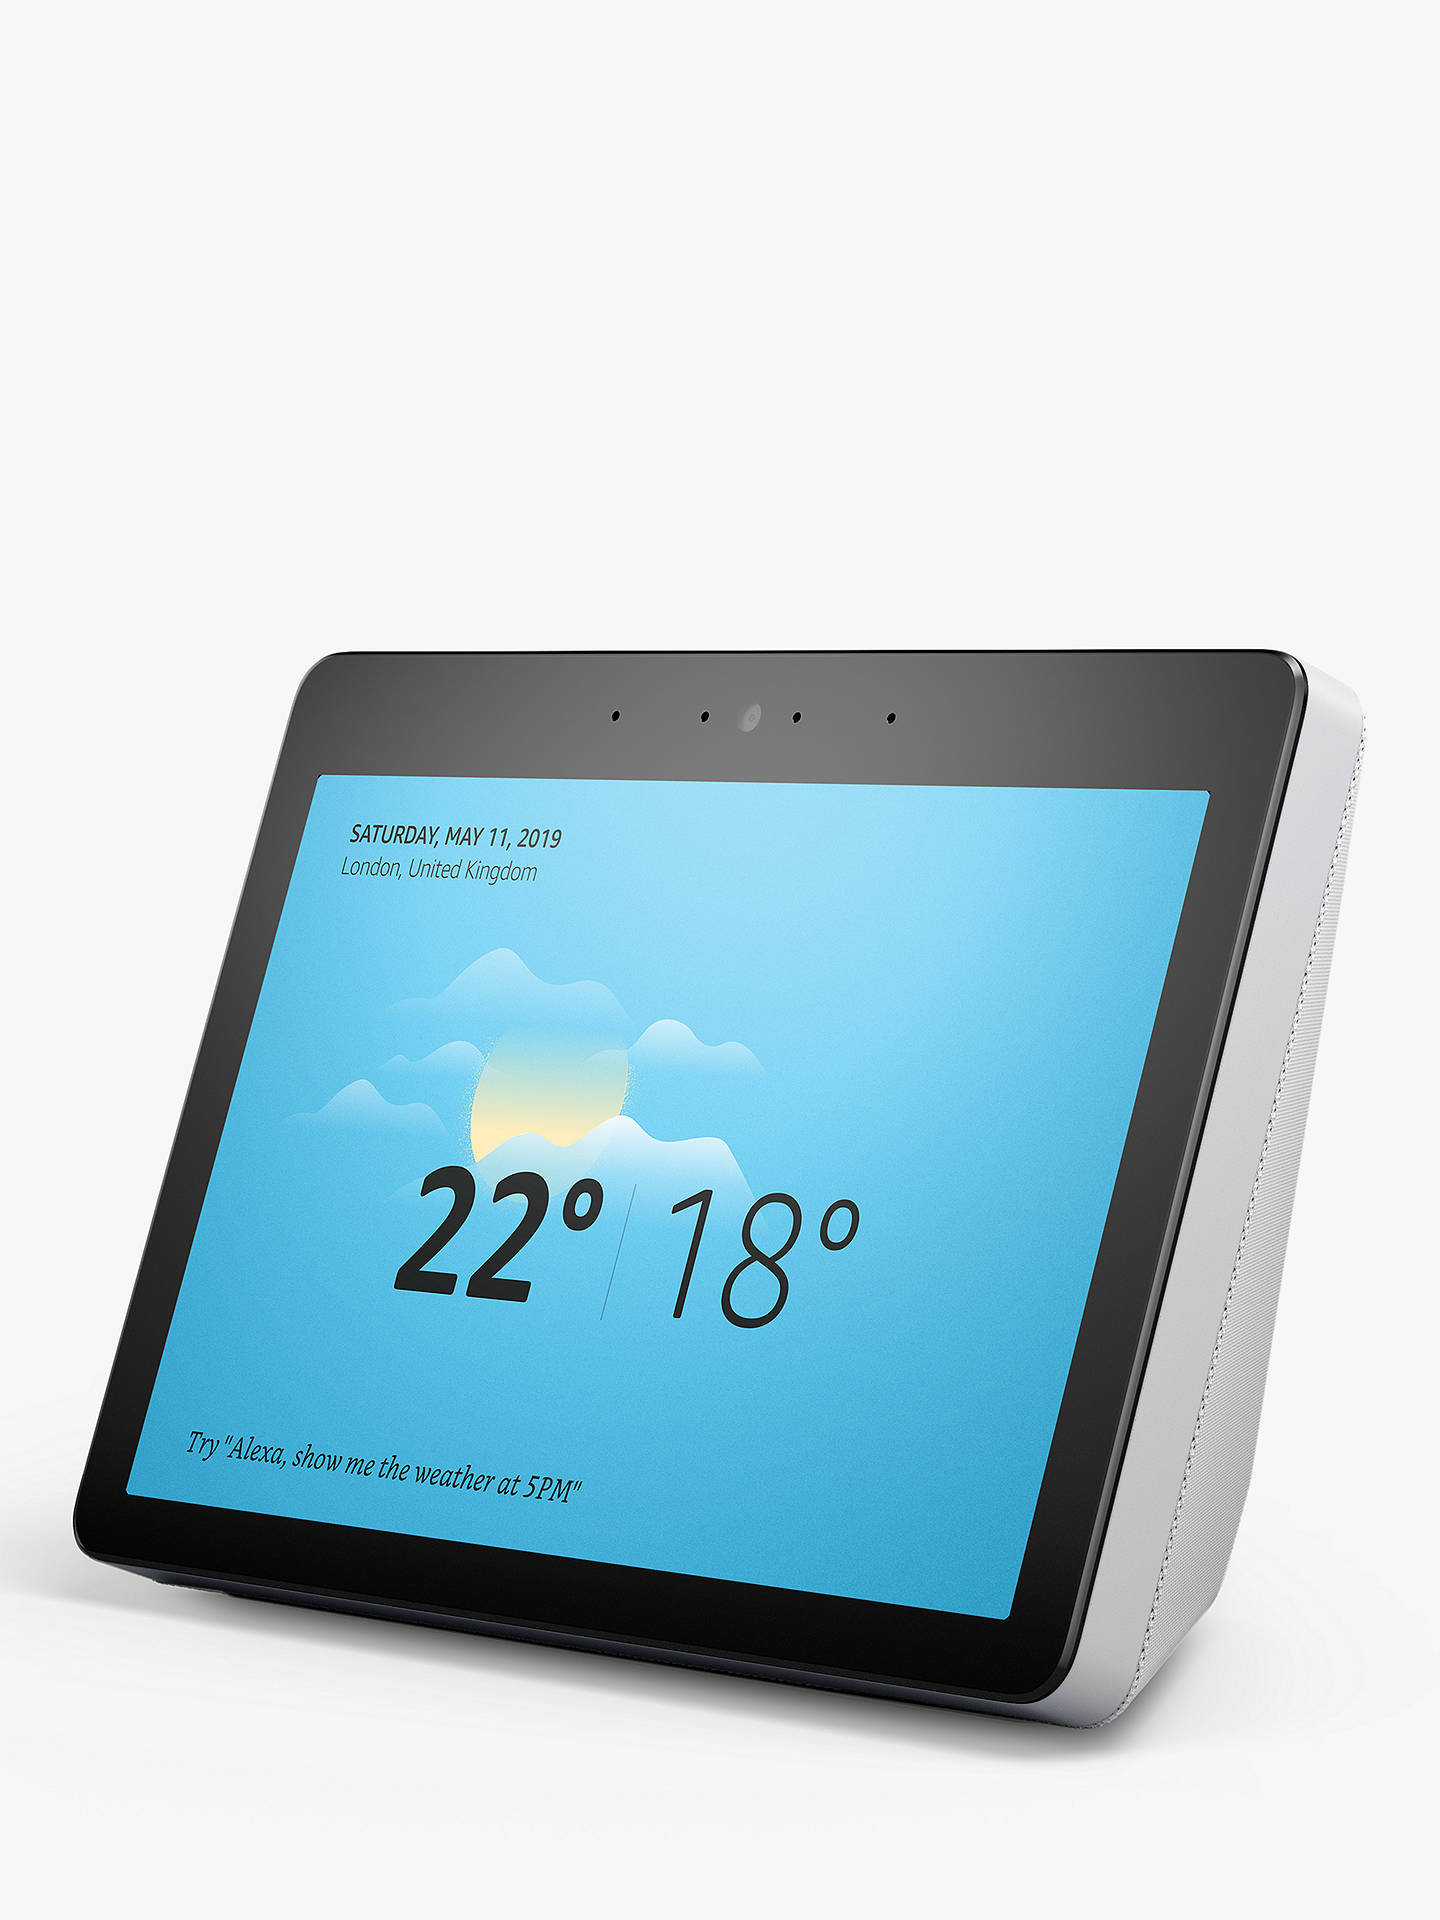 SATURDAY, MAY 11, 2019
London, United Kingdom
22° 18°
Try "Alexa, show me the weather at 5PM"